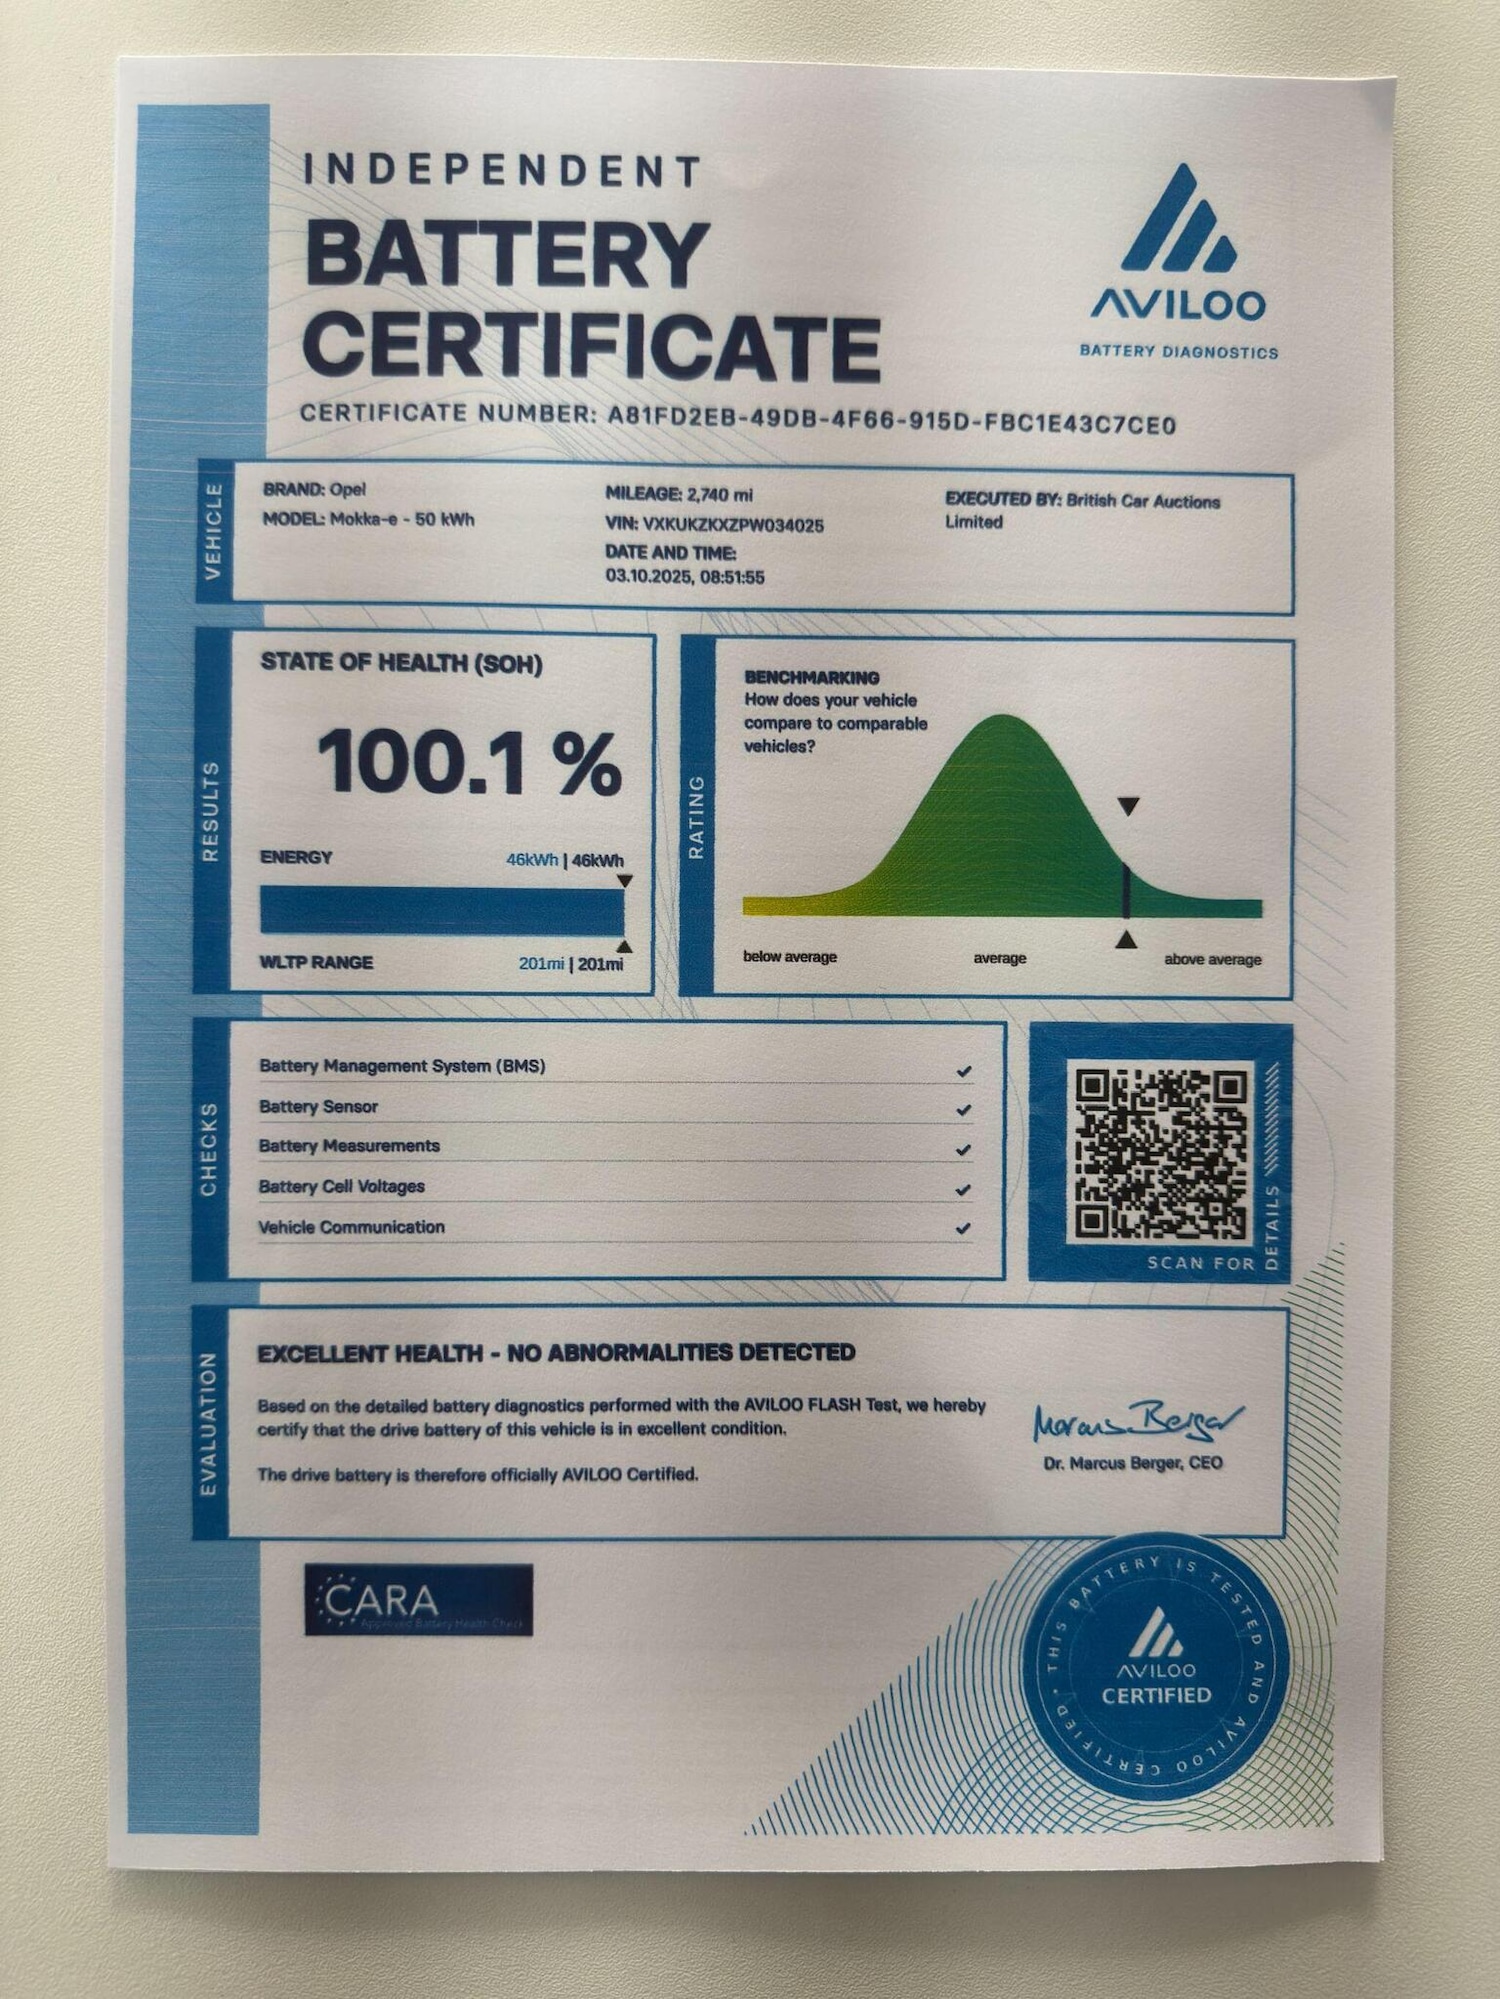 INDEPENDENT
BATTERY
CERTIFICATE
CERTIFICATE NUMBER: A81FD2EB-49DB-4F66-915D-FBC1E43C7CE0
AVILOO
BATTERY DIAGNOSTICS
VEHICLE
BRAND: Opel
MODEL: Mokka-e - 50 kWh
MILEAGE: 2,740 mi
VIN: VXKUKZKXZPW034025
DATE AND TIME:
03.10.2025, 08:51:55
EXECUTED BY: British Car Auctions
Limited
RESULTS
STATE OF HEALTH (SOH)
100.1 %
ENERGY 46kWh | 46kWh
WLTP RANGE 201mi | 201mi
RATING
BENCHMARKING
How does your vehicle
compare to comparable
vehicles?
below average average above average
CHECKS
Battery Management System (BMS)
Battery Sensor
Battery Measurements
Battery Cell Voltages
Vehicle Communication
SCAN FOR DETAILS
EVALUATION
EXCELLENT HEALTH - NO ABNORMALITIES DETECTED
Based on the detailed battery diagnostics performed with the AVILOO FLASH Test, we hereby
certify that the drive battery of this vehicle is in excellent condition.
The drive battery is therefore officially AVILOO Certified.
Marcus Berger
Dr. Marcus Berger, CEO
CARA
Approved Battery Health Check
THIS BATTERY IS TESTED AND AVILOO CERTIFIED
AVILOO
CERTIFIED